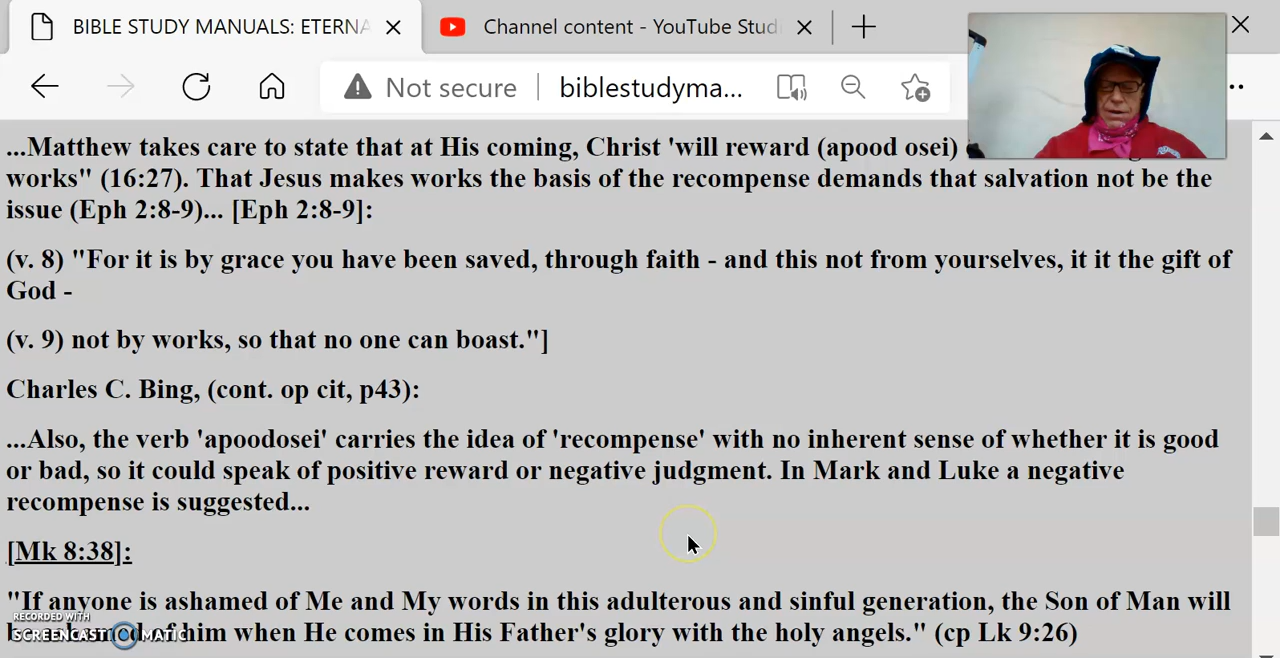 BIBLE STUDY MANUALS: ETERNA
Channel content - YouTube Stud
Not secure
biblestudyma...
...Matthew takes care to state that at His coming, Christ 'will reward (apood osei)
works" (16:27). That Jesus makes works the basis of the recompense demands that salvation not be the
issue (Eph 2:8-9)... [Eph 2:8-9]:
(v. 8) "For it is by grace you have been saved, through faith - and this not from yourselves, it it the gift of
God -
(v. 9) not by works, so that no one can boast."]
Charles C. Bing, (cont. op cit, p43):
...Also, the verb 'apoodosei' carries the idea of 'recompense' with no inherent sense of whether it is good
or bad, so it could speak of positive reward or negative judgment. In Mark and Luke a negative
recompense is suggested...
[Mk 8:38]:
"If anyone is ashamed of Me and My words in this adulterous and sinful generation, the Son of Man will
of him when He comes in His Father's glory with the holy angels." (cp Lk 9:26)
RECORDED WITH
SCREENCAST MATIC